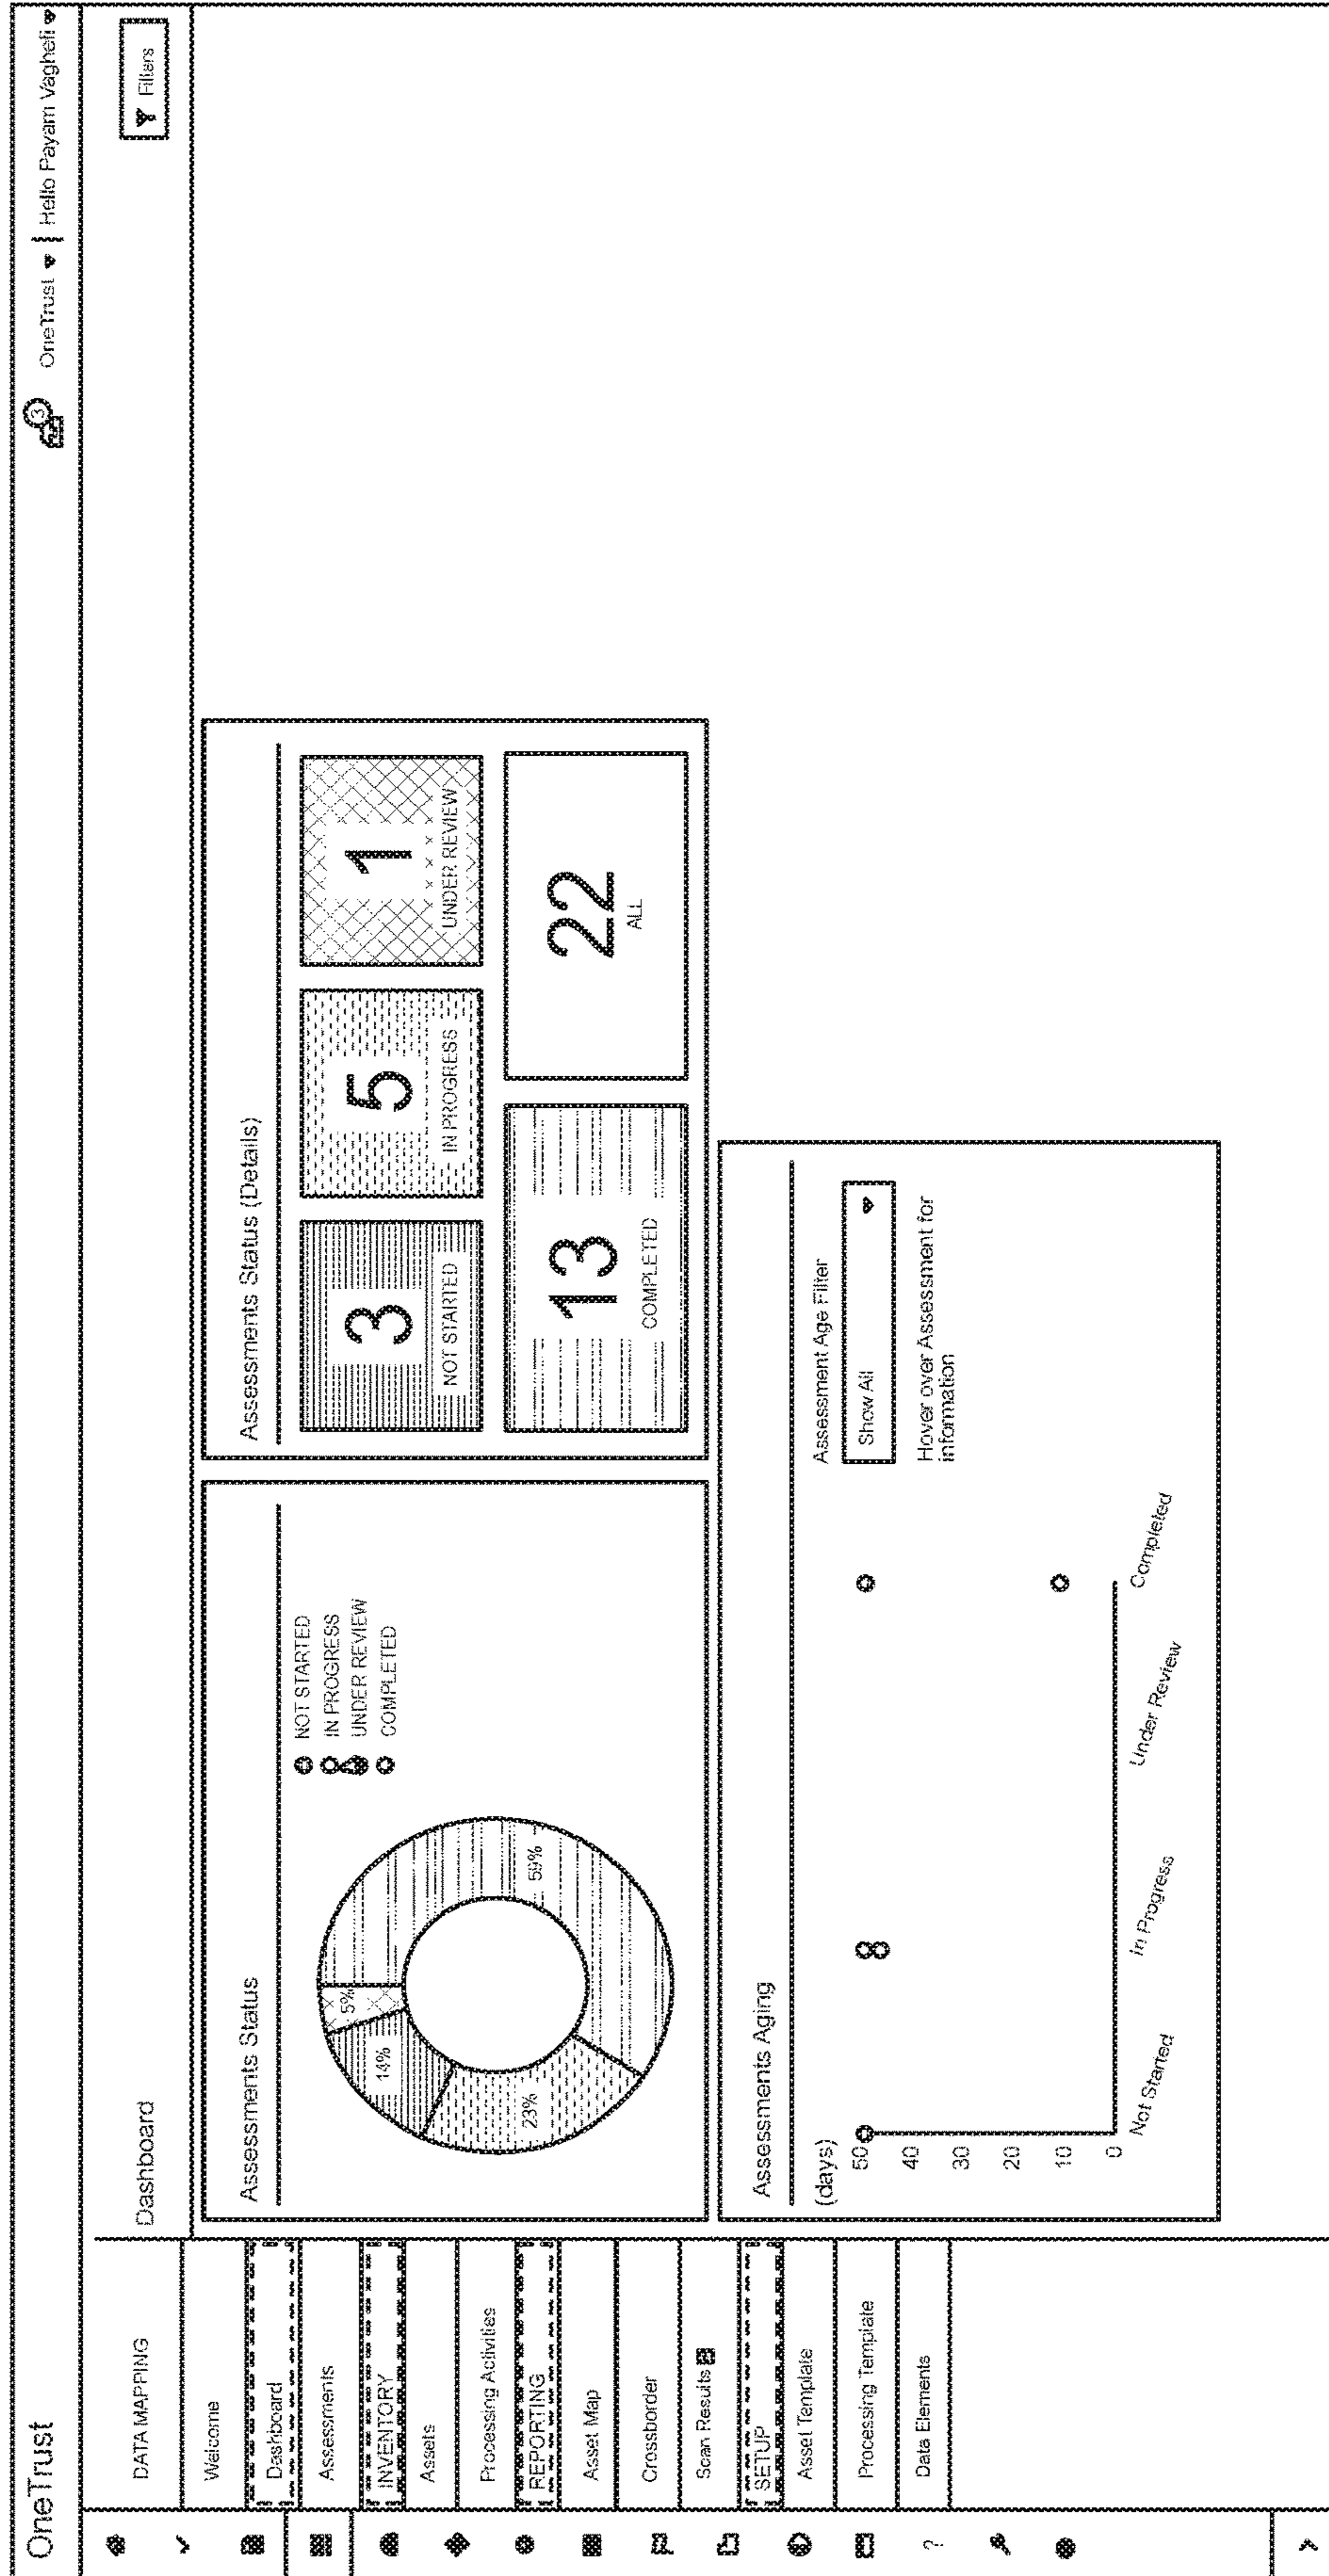 OneTrust
3
OneTrust
Hello Payam Vaghefi
DATA MAPPING
Welcome
Dashboard
Assessments
INVENTORY
Assets
Processing Activities
REPORTING
Asset Map
Crossborder
Scan Results
SETUP
Asset Template
Processing Template
Data Elements
?
Dashboard
Filters
Assessments Status
5%
14%
23%
59%
NOT STARTED
IN PROGRESS
UNDER REVIEW
COMPLETED
Assessments Status (Details)
3
NOT STARTED
5
IN PROGRESS
1
UNDER REVIEW
13
COMPLETED
22
ALL
Assessments Aging
(days)
50
40
30
20
10
0
Not Started
In Progress
Under Review
Completed
Assessment Age Filter
Show All
Hover over Assessment for
information